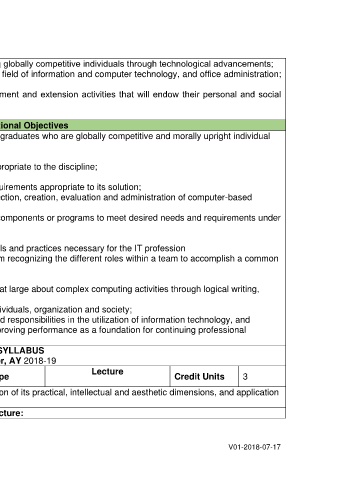 globally competitive individuals through technological advancements;
field of information and computer technology, and office administration;
ment and extension activities that will endow their personal and social
ional Objectives
graduates who are globally competitive and morally upright individual
ropriate to the discipline;
uirements appropriate to its solution;
ction, creation, evaluation and administration of computer-based
components or programs to meet desired needs and requirements under
ls and practices necessary for the IT profession
m recognizing the different roles within a team to accomplish a common
at large about complex computing activities through logical writing,
ividuals, organization and society;
d responsibilities in the utilization of information technology, and
proving performance as a foundation for continuing professional
SYLLABUS
r, AY 2018-19
pe Lecture Credit Units 3
on of its practical, intellectual and aesthetic dimensions, and application
cture:
V01-2018-07-17